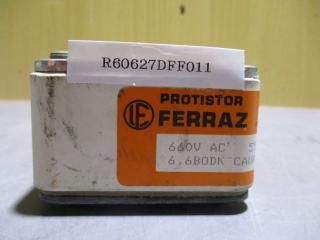 R60627DFF011
PROTISTOR
FERRAZ
660V AC
6,6BODK